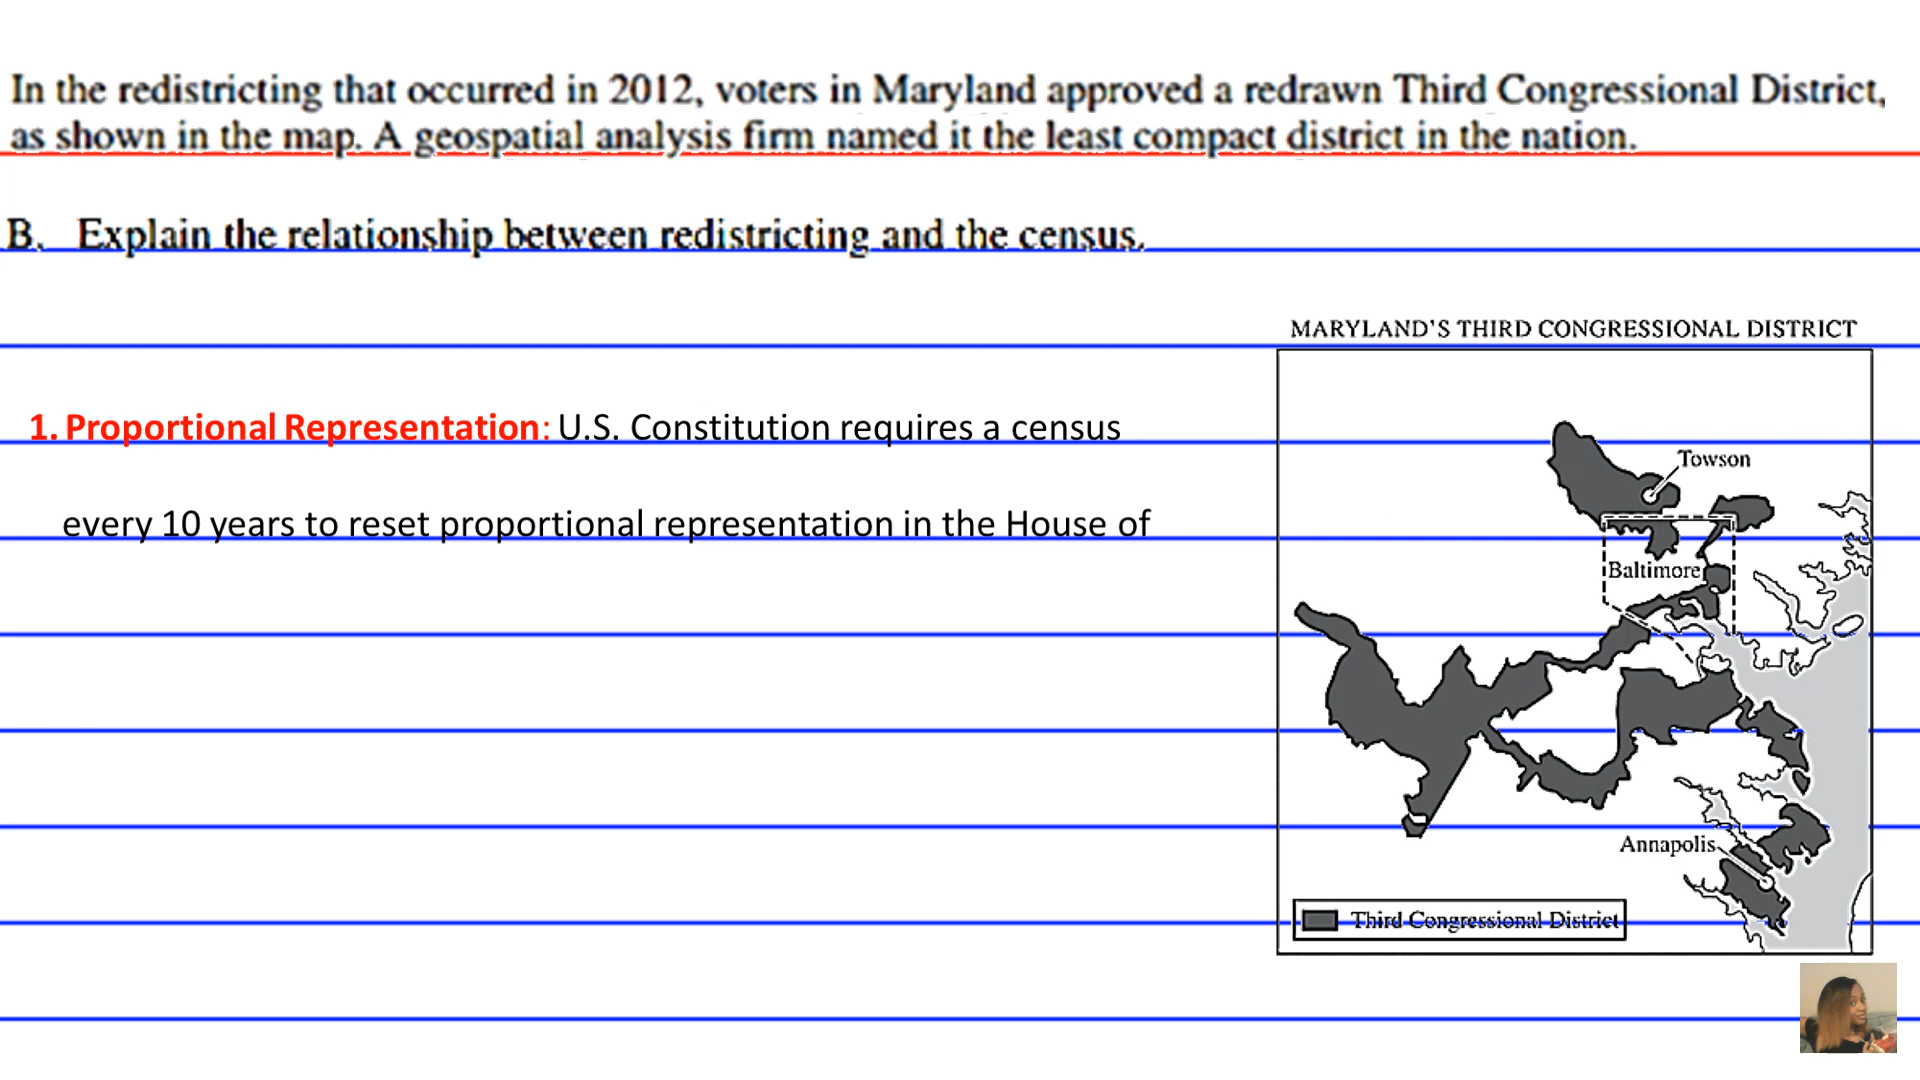 In the redistricting that occurred in 2012, voters in Maryland approved a redrawn Third Congressional District,
as shown in the map. A geospatial analysis firm named it the least compact district in the nation.
B. Explain the relationship between redistricting and the census.
1. Proportional Representation: U.S. Constitution requires a census
every 10 years to reset proportional representation in the House of
MARYLAND'S THIRD CONGRESSIONAL DISTRICT
Towson
Baltimore
Annapolis
Third Congressional District